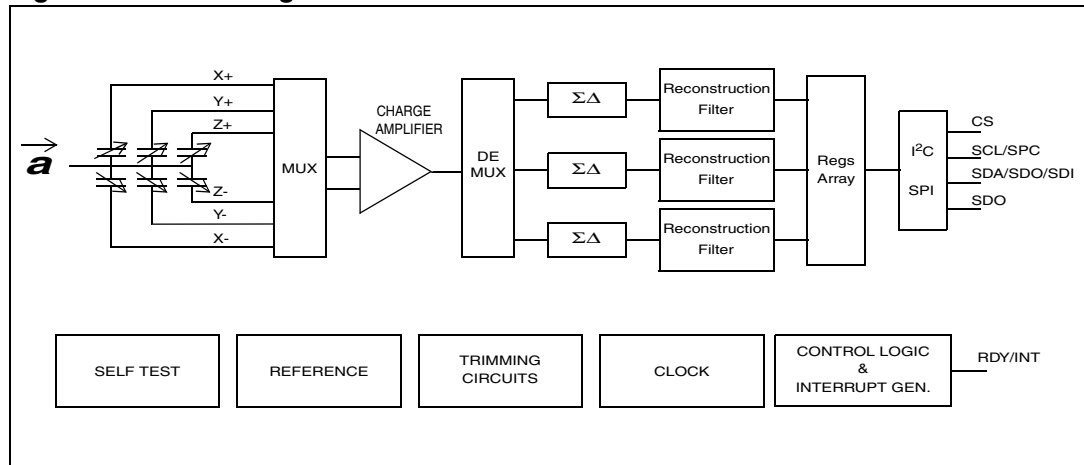 X+
Y+
Z+
a
Z-
Y-
X-
MUX
CHARGE
AMPLIFIER
DE
MUX
ΣΔ
ΣΔ
ΣΔ
Reconstruction
Filter
Reconstruction
Filter
Reconstruction
Filter
Regs
Array
I²C
SPI
CS
SCL/SPC
SDA/SDO/SDI
SDO
SELF TEST
REFERENCE
TRIMMING
CIRCUITS
CLOCK
CONTROL LOGIC
&
INTERRUPT GEN.
RDY/INT